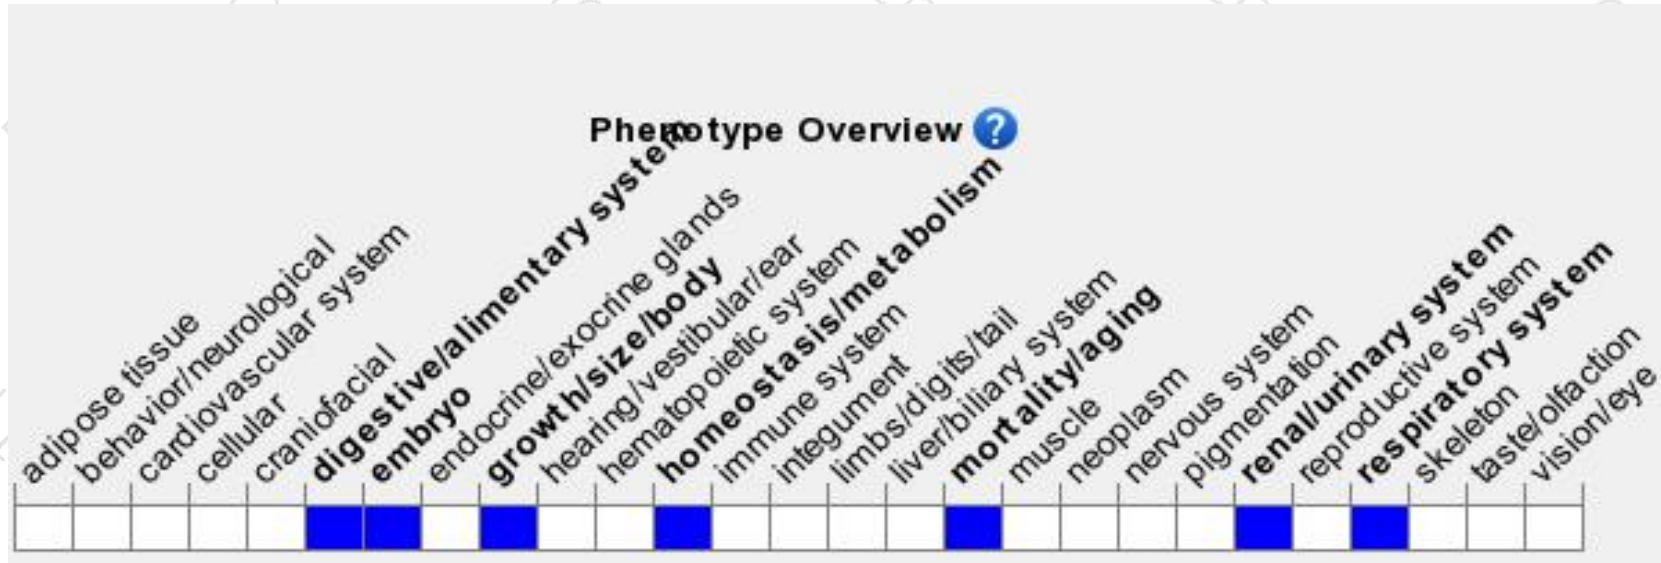 Phenotype Overview ?
adipose tissue
behavior/neurological
cardiovascular system
cellular
craniofacial
digestive/alimentary system
embryo
endocrine/exocrine glands
growth/size/body
hearing/vestibular/ear
hematopoietic system
homeostasis/metabolism
immune system
integument
limbs/digits/tail
liver/biliary system
mortality/aging
muscle
neoplasm
nervous system
pigmentation
renal/urinary system
reproductive system
respiratory system
skeleton
taste/olfaction
vision/eye